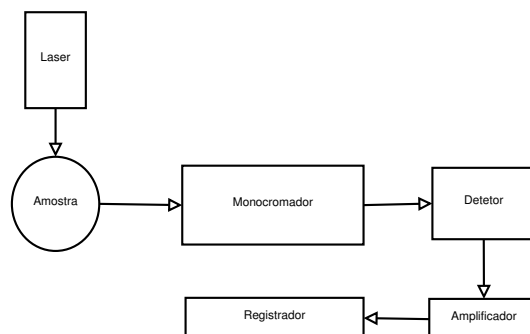 Laser
Amostra
Monocromador
Detetor
Registrador
Amplificador